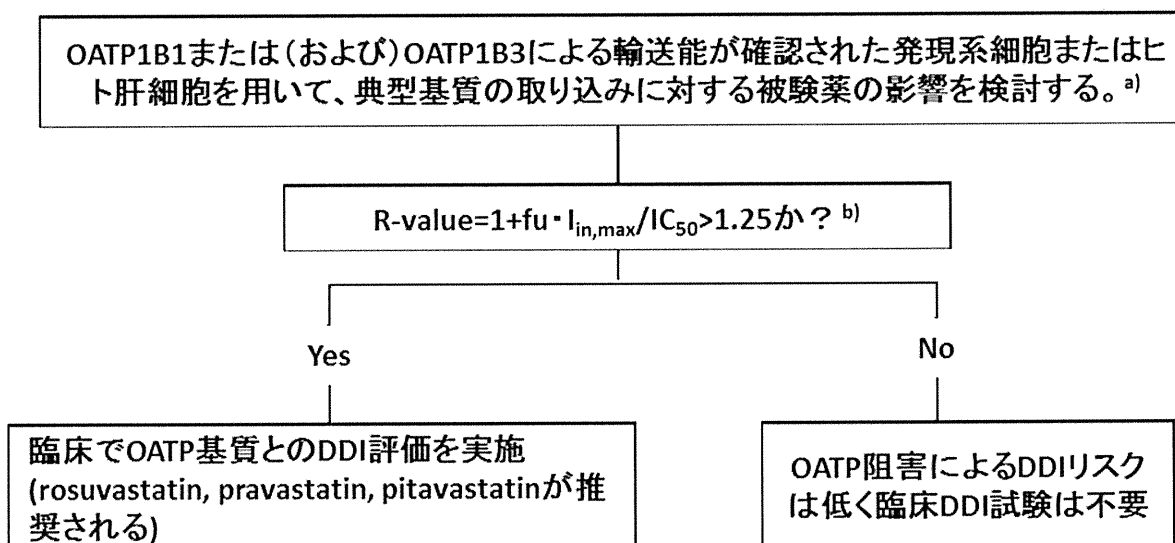 OATP1B1または(および)OATP1B3による輸送能が確認された発現系細胞またはヒ
ト肝細胞を用いて、典型基質の取り込みに対する被験薬の影響を検討する。a)
R-value=1+fu・Iin,max/IC50>1.25か？b)
Yes
No
臨床でOATP基質とのDDI評価を実施
(rosuvastatin, pravastatin, pitavastatinが推
奨される)
OATP阻害によるDDIリスク
は低く臨床DDI試験は不要